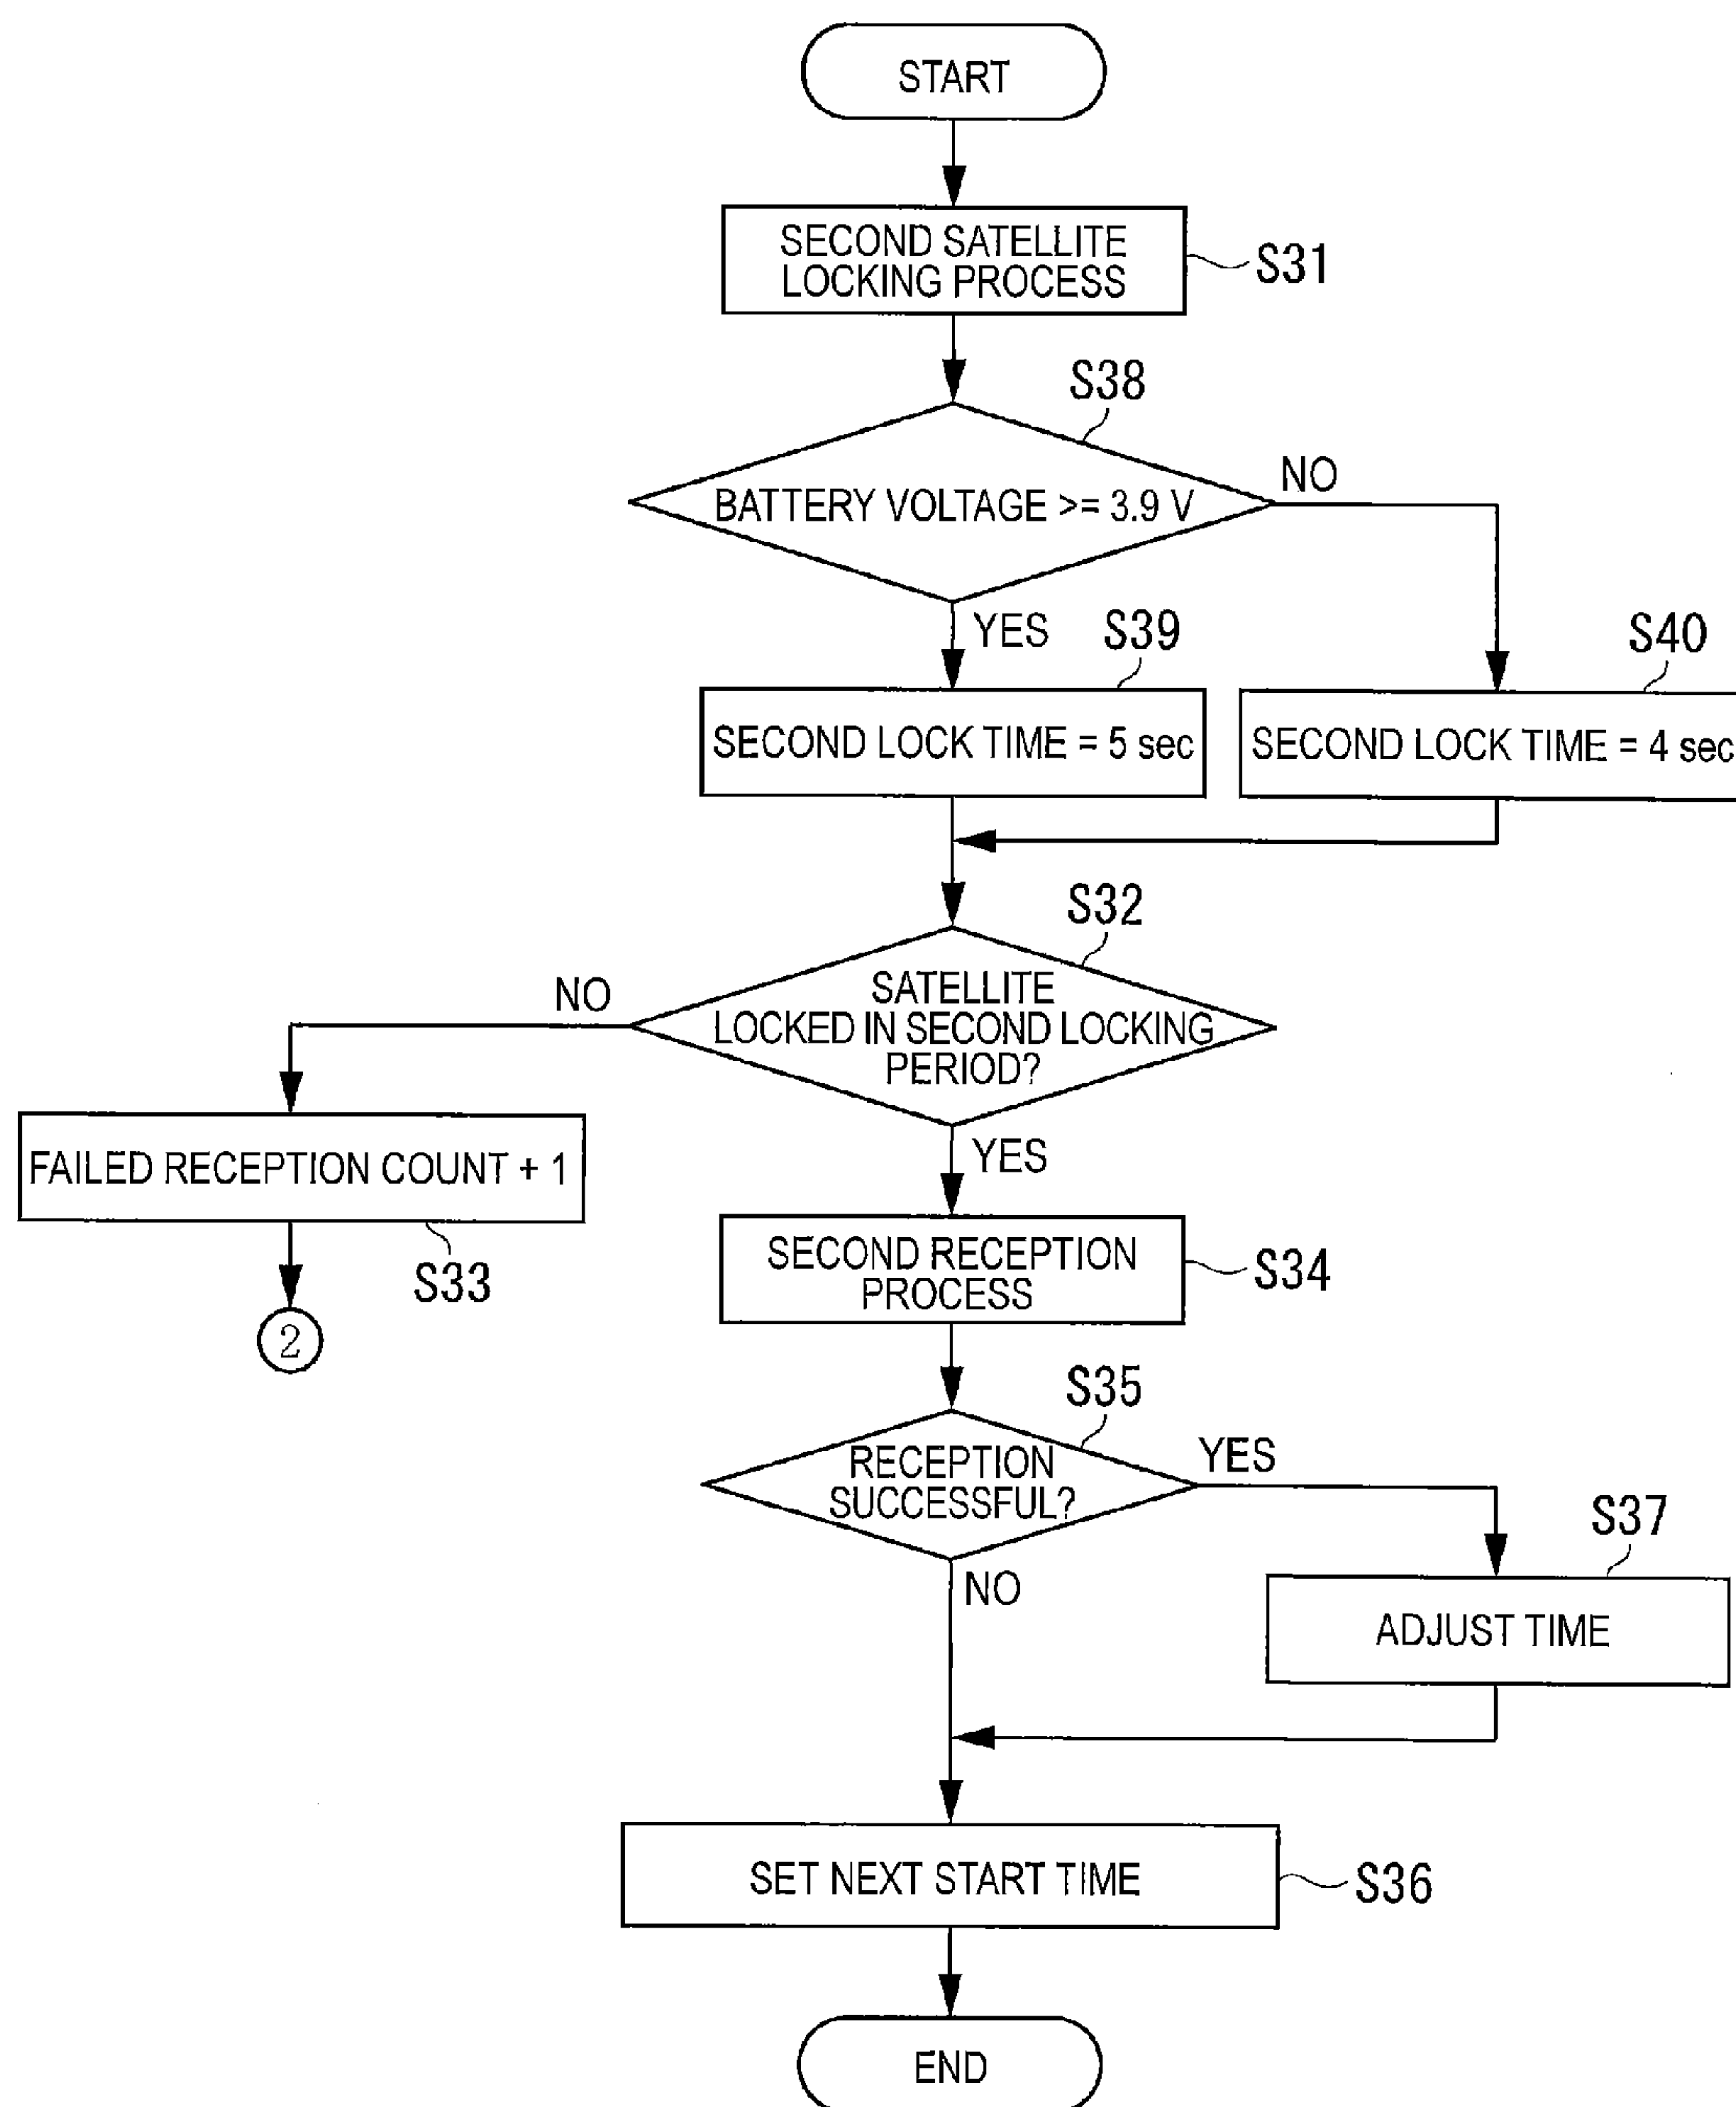 START
SECOND SATELLITE
LOCKING PROCESS
S31
S38
BATTERY VOLTAGE >= 3.9 V
NO
YES
S39
S40
SECOND LOCK TIME = 5 sec
SECOND LOCK TIME = 4 sec
S32
NO
SATELLITE
LOCKED IN SECOND LOCKING
PERIOD?
YES
FAILED RECEPTION COUNT + 1
S33
2
SECOND RECEPTION
PROCESS
S34
S35
RECEPTION
SUCCESSFUL?
YES
NO
S37
ADJUST TIME
SET NEXT START TIME
S36
END